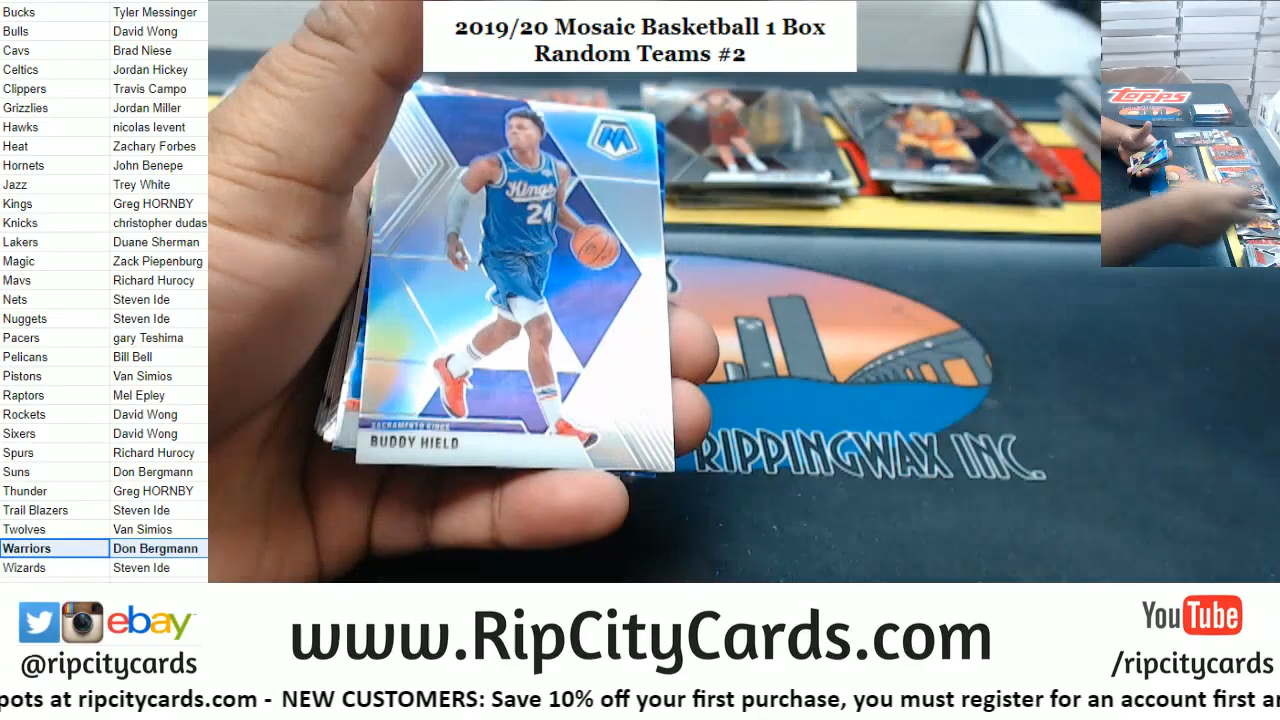 2019/20 Mosaic Basketball 1 Box
Random Teams #2
Bucks Tyler Messinger
Bulls David Wong
Cavs Brad Niese
Celtics Jordan Hickey
Clippers Travis Campo
Grizzlies Jordan Miller
Hawks nicolas levent
Heat Zachary Forbes
Hornets John Benepe
Jazz Trey White
Kings Greg HORNBY
Knicks christopher dudas
Lakers Duane Sherman
Magic Zack Piepenburg
Mavs Richard Hurocy
Nets Steven Ide
Nuggets Steven Ide
Pacers gary Teshima
Pelicans Bill Bell
Pistons Van Simios
Raptors Mel Epley
Rockets David Wong
Sixers David Wong
Spurs Richard Hurocy
Suns Don Bergmann
Thunder Greg HORNBY
Trail Blazers Steven Ide
Twolves Van Simios
Warriors Don Bergmann
Wizards Steven Ide
Kings
24
SACRAMENTO KINGS
BUDDY HIELD
RIPPINGWAX INC.
TOPPS
ebay
@ripcitycards
www.RipCityCards.com
YouTube
/ripcitycards
pots at ripcitycards.com - NEW CUSTOMERS: Save 10% off your first purchase, you must register for an account first an